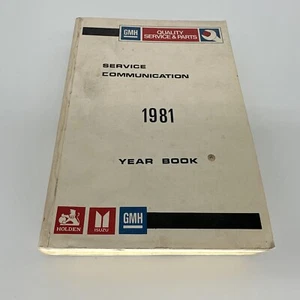 GMH QUALITY
SERVICE & PARTS
SERVICE
COMMUNICATION
1981
YEAR BOOK
HOLDEN ISUZU GMH